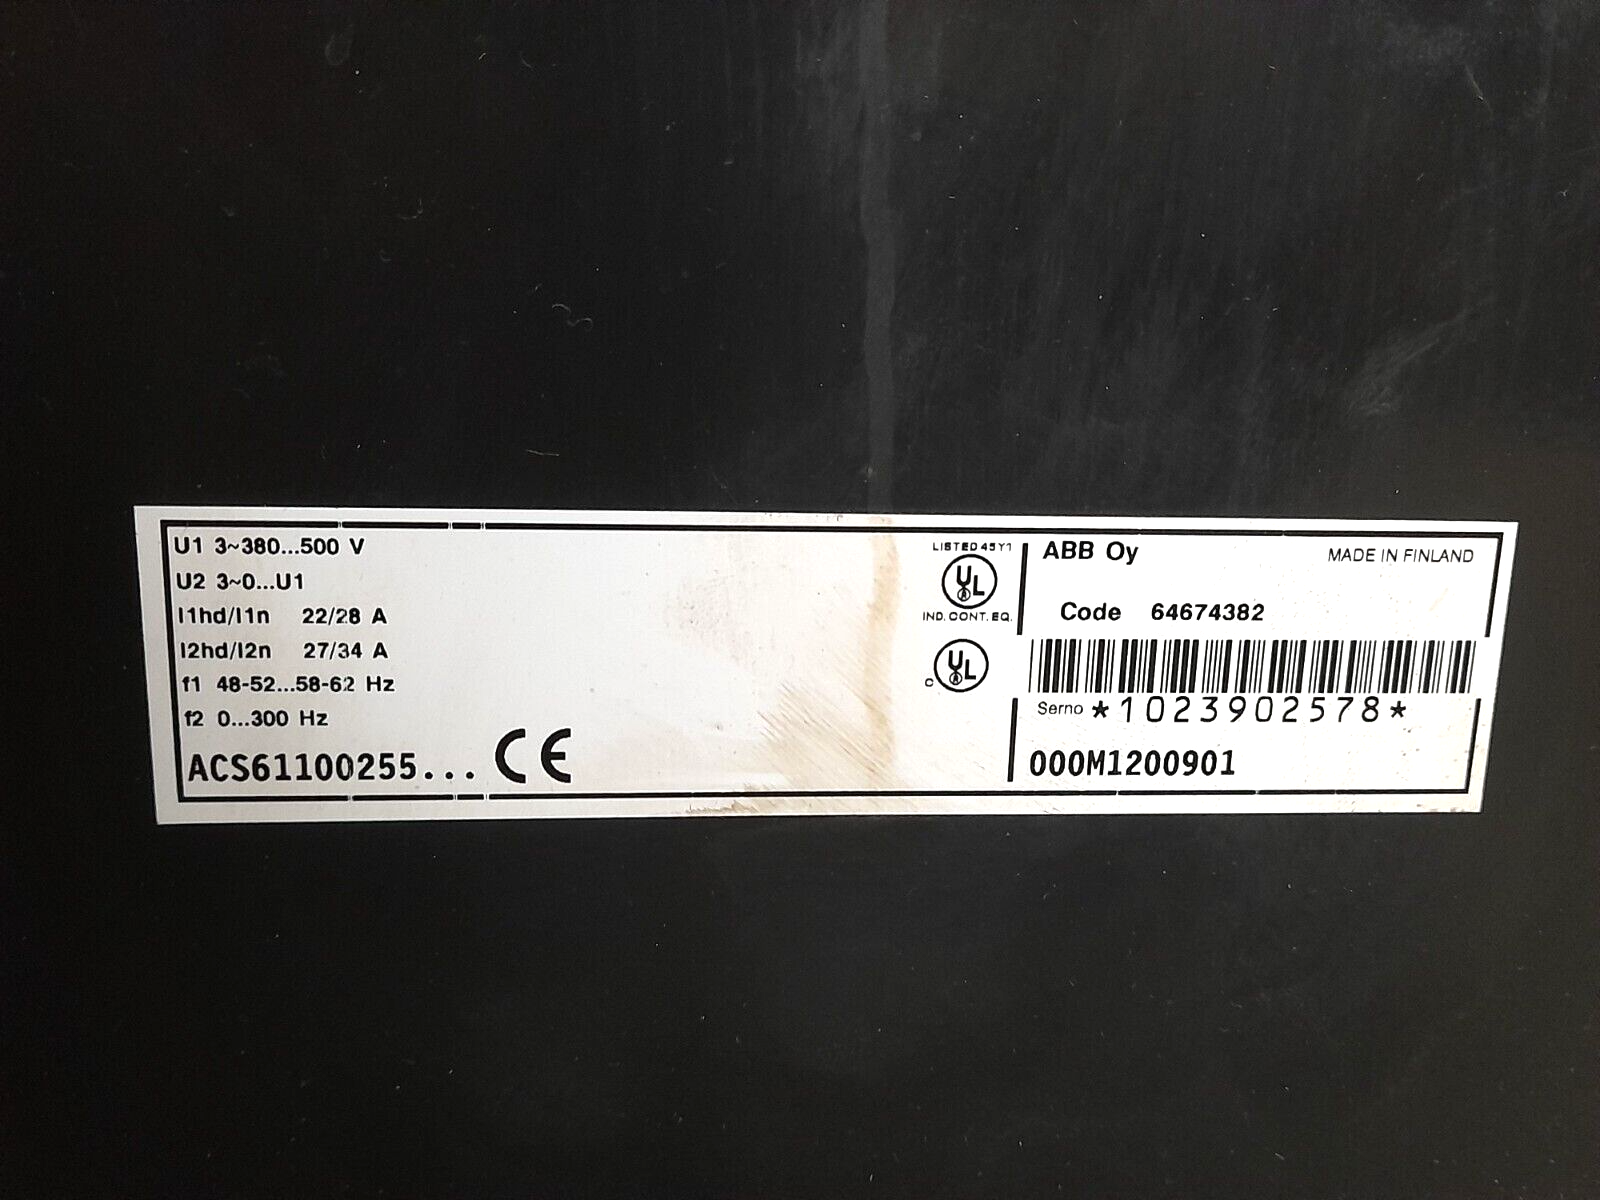 U1 3~380...500 V
U2 3~0...U1
I1hd/I1n 22/28 A
I2hd/I2n 27/34 A
f1 48-52...58-62 Hz
f2 0...300 Hz
ACS61100255... CE
LISTED 45Y1
UL
IND. CONT. EQ.
C UL
ABB Oy MADE IN FINLAND
Code 64674382
Serno *1023902578*
000M1200901